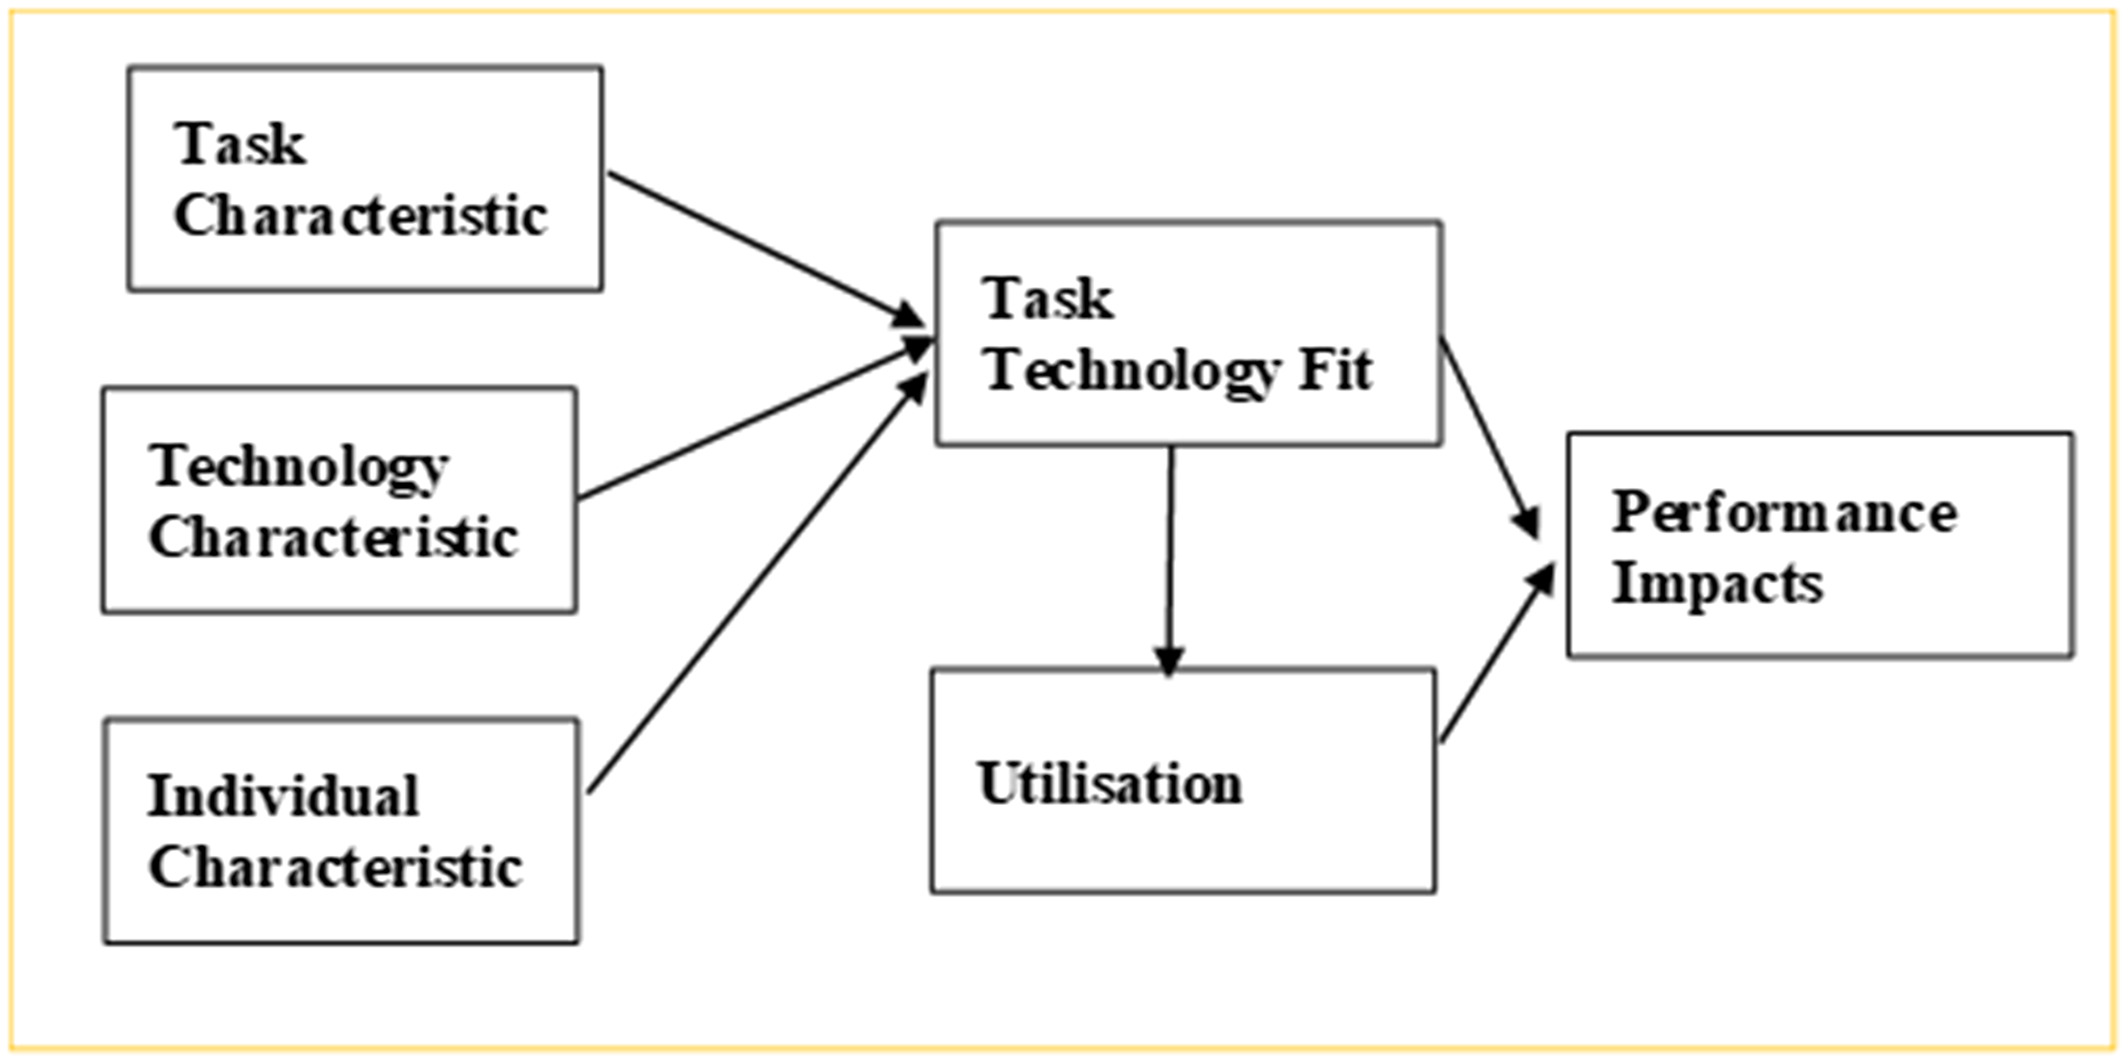 Task
Characteristic
Technology
Characteristic
Individual
Characteristic
Task
Technology Fit
Utilisation
Performance
Impacts